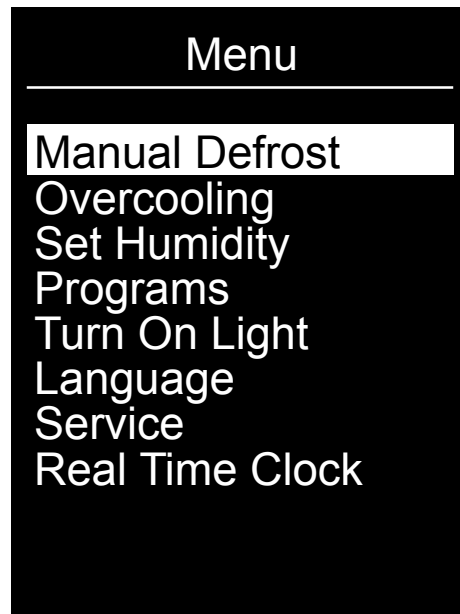 Menu
Manual Defrost
Overcooling
Set Humidity
Programs
Turn On Light
Language
Service
Real Time Clock